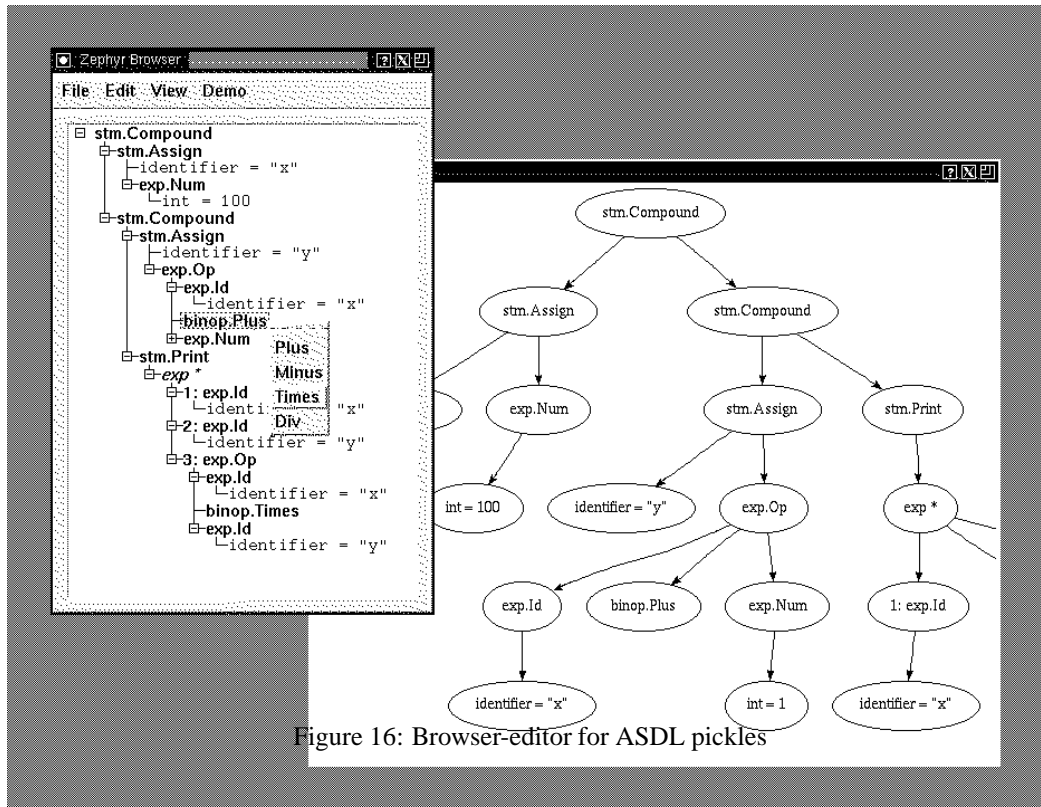 Zephyr Browser
File Edit View Demo
stm.Compound
stm.Assign
identifier = "x"
exp.Num
int = 100
stm.Compound
stm.Assign
identifier = "y"
exp.Op
exp.Id
identifier = "x"
binop.Plus
exp.Num
stm.Print
exp *
1: exp.Id
"x"
2: exp.Id
"y"
3: exp.Op
exp.Id
identifier = "x"
binop.Times
exp.Id
identifier = "y"
Plus
Minus
Times
Div
stm.Compound
stm.Assign
stm.Compound
exp.Num
stm.Assign
stm.Print
int = 100
identifier = "y"
exp.Op
exp *
exp.Id
binop.Plus
exp.Num
1: exp.Id
identifier = "x"
int = 1
identifier = "x"
Figure 16: Browser-editor for ASDL pickles